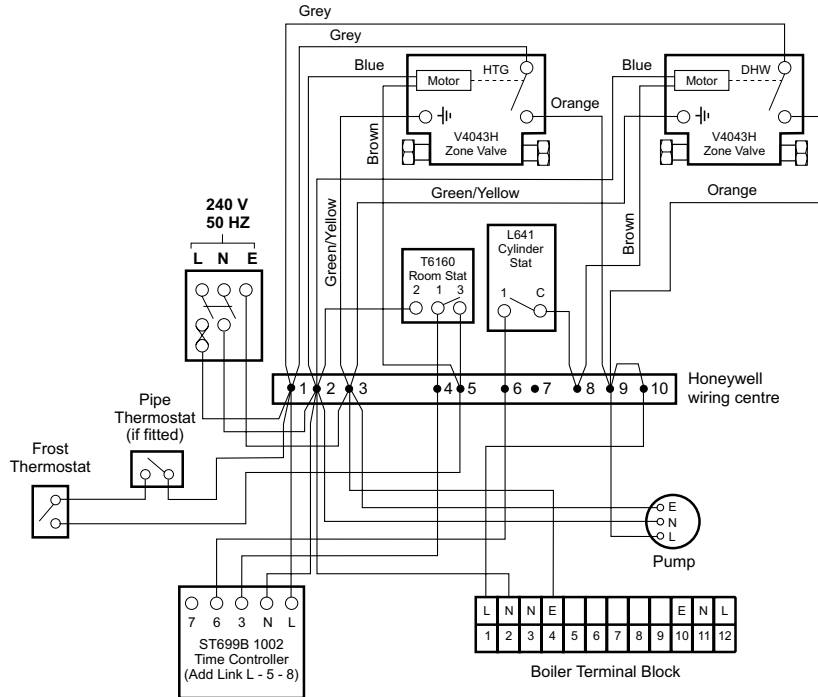 Grey
Grey
Blue
HTG
Motor
Orange
V4043H
Zone Valve
Brown
Blue
DHW
Motor
V4043H
Zone Valve
Green/Yellow
Orange
Brown
Green/Yellow
240 V
50 HZ
L N E
T6160
Room Stat
2 1 3
L641
Cylinder
Stat
1 C
1 2 3 4 5 6 7 8 9 10
Honeywell
wiring centre
Pipe
Thermostat
(if fitted)
Frost
Thermostat
E
N
L
Pump
7 6 3 N L
ST699B 1002
Time Controller
(Add Link L - 5 - 8)
L N N E E N L
1 2 3 4 5 6 7 8 9 10 11 12
Boiler Terminal Block